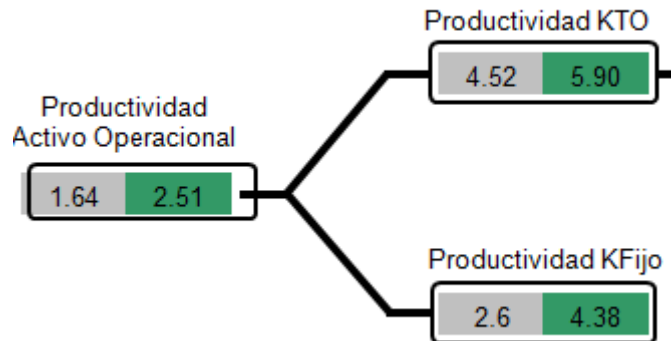 Productividad KTO
4.52 5.90
Productividad
Activo Operacional
1.64 2.51
Productividad KFijo
2.6 4.38